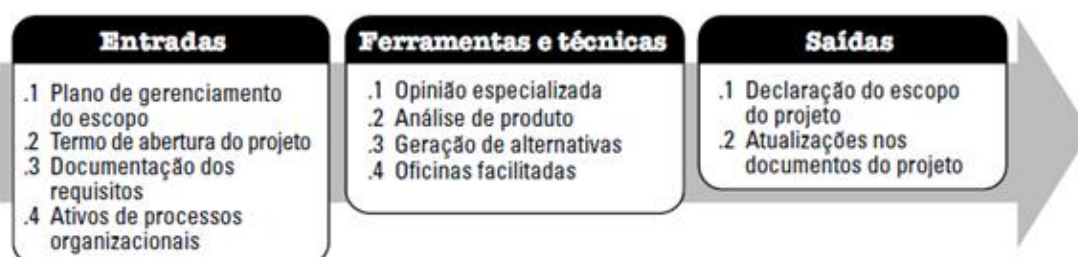 Entradas
.1 Plano de gerenciamento
do escopo
.2 Termo de abertura do projeto
.3 Documentação dos
requisitos
.4 Ativos de processos
organizacionais
Ferramentas e técnicas
.1 Opinião especializada
.2 Análise de produto
.3 Geração de alternativas
.4 Oficinas facilitadas
Saídas
.1 Declaração do escopo
do projeto
.2 Atualizações nos
documentos do projeto